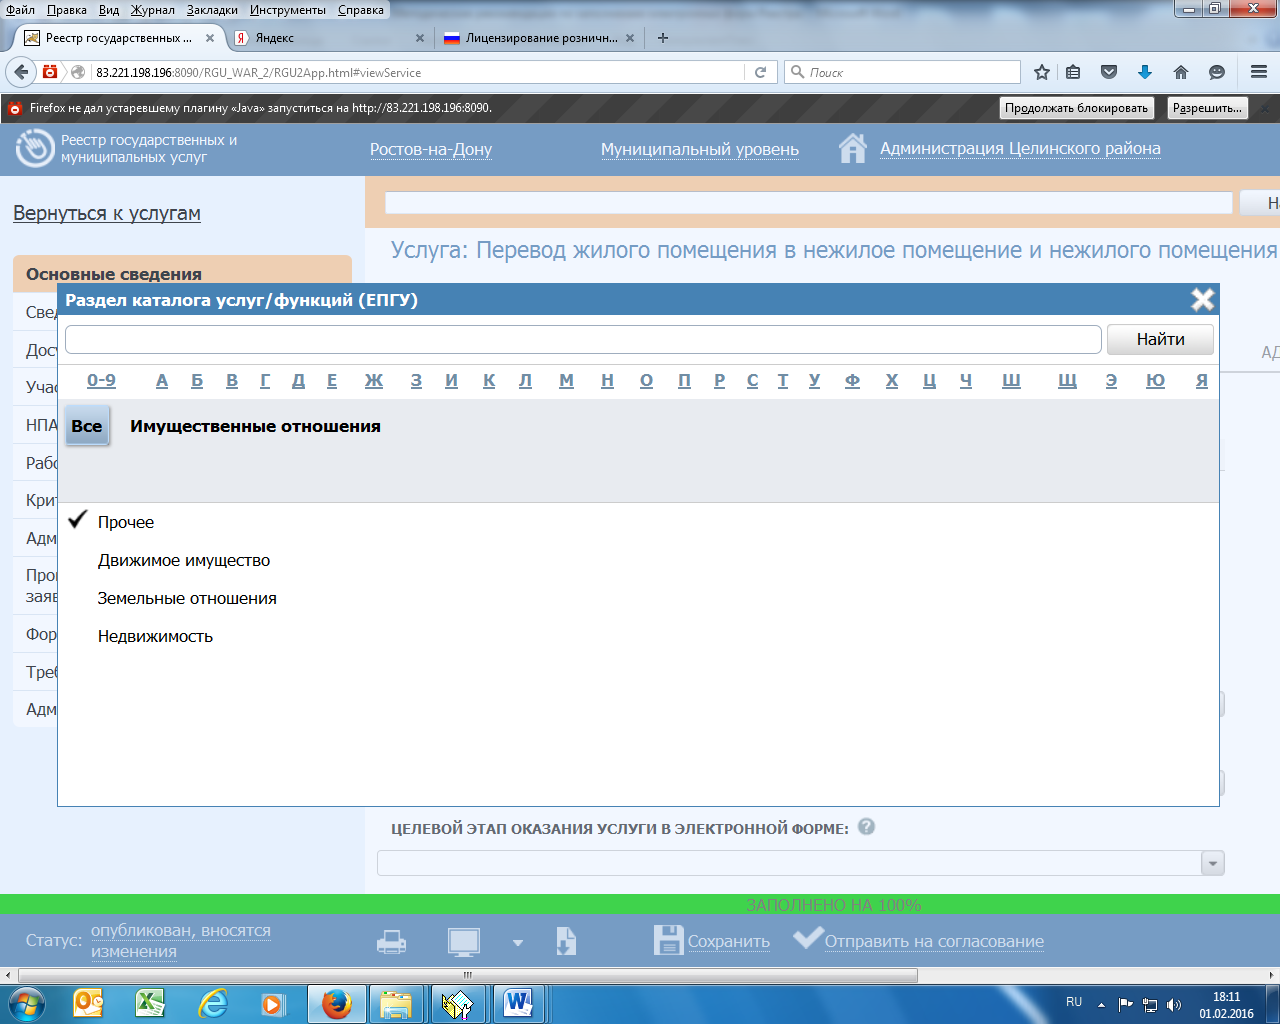 Файл Правка Вид Журнал Закладки Инструменты Справка
Реестр государственных ... Яндекс Лицензирование розничн...
83.221.198.196:8090/RGU_WAR_2/RGU2App.html#viewService Поиск
Firefox не дал устаревшему плагину «Java» запуститься на http://83.221.198.196:8090. Продолжать блокировать Разрешить...
Реестр государственных и
муниципальных услуг
Ростов-на-Дону Муниципальный уровень Администрация Целинского района
Вернуться к услугам
Услуга: Перевод жилого помещения в нежилое помещение и нежилого помещения
Основные сведения
Раздел каталога услуг/функций (ЕПГУ)
Найти
0-9 А Б В Г Д Е Ж З И К Л М Н О П Р С Т У Ф Х Ц Ч Ш Щ Э Ю Я
Все Имущественные отношения
Прочее
Движимое имущество
Земельные отношения
Недвижимость
НПА
ЦЕЛЕВОЙ ЭТАП ОКАЗАНИЯ УСЛУГИ В ЭЛЕКТРОННОЙ ФОРМЕ:
ЗАПОЛНЕНО НА 100%
Статус: опубликован, вносятся
изменения
Сохранить Отправить на согласование
RU 18:11
01.02.2016